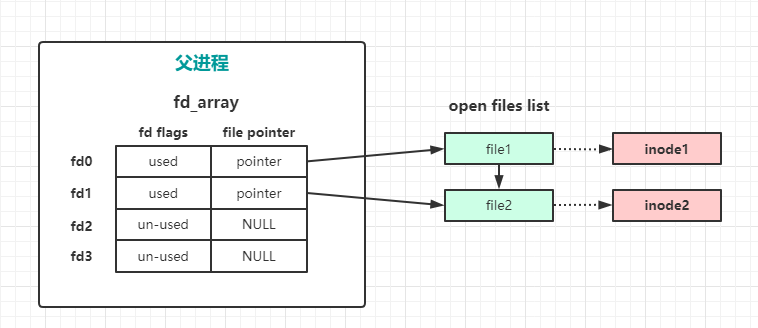 父进程
fd_array
open files list
fd flags file pointer
fd0 used pointer file1 inode1
fd1 used pointer file2 inode2
fd2 un-used NULL
fd3 un-used NULL